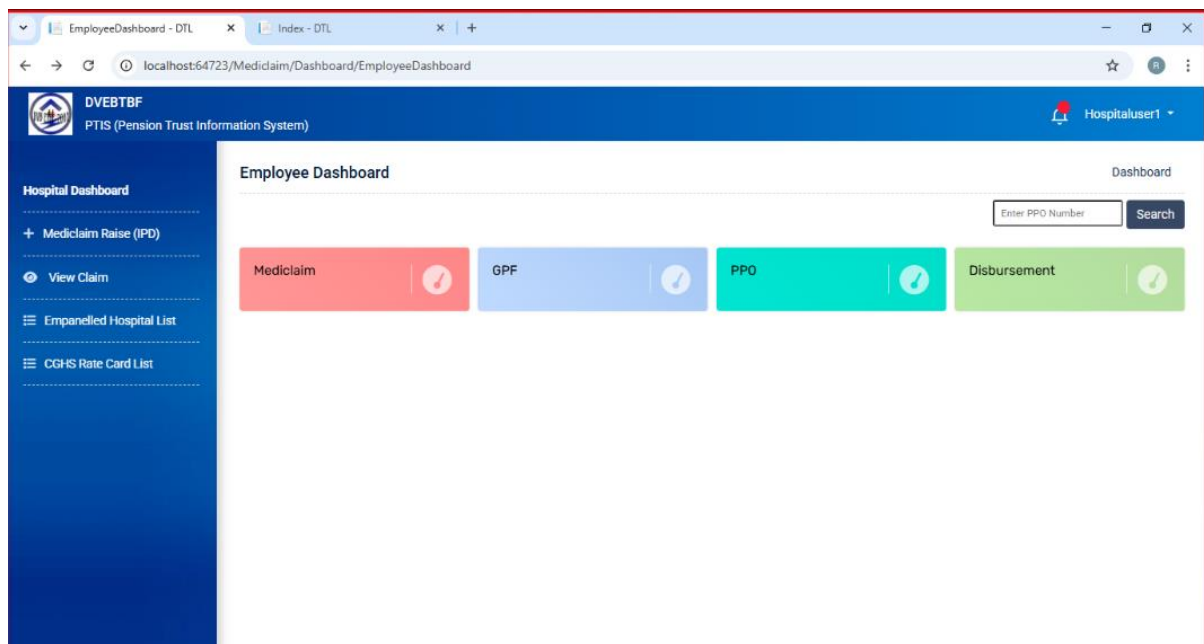 EmployeeDashboard - DTL
Index - DTL
localhost:64723/Mediclaim/Dashboard/EmployeeDashboard
R
DVEBTBF
PTIS (Pension Trust Information System)
Hospitaluser1
Hospital Dashboard
Mediclaim Raise (IPD)
View Claim
Empanelled Hospital List
CGHS Rate Card List
Employee Dashboard
Dashboard
Enter PPO Number
Search
Mediclaim
GPF
PPO
Disbursement